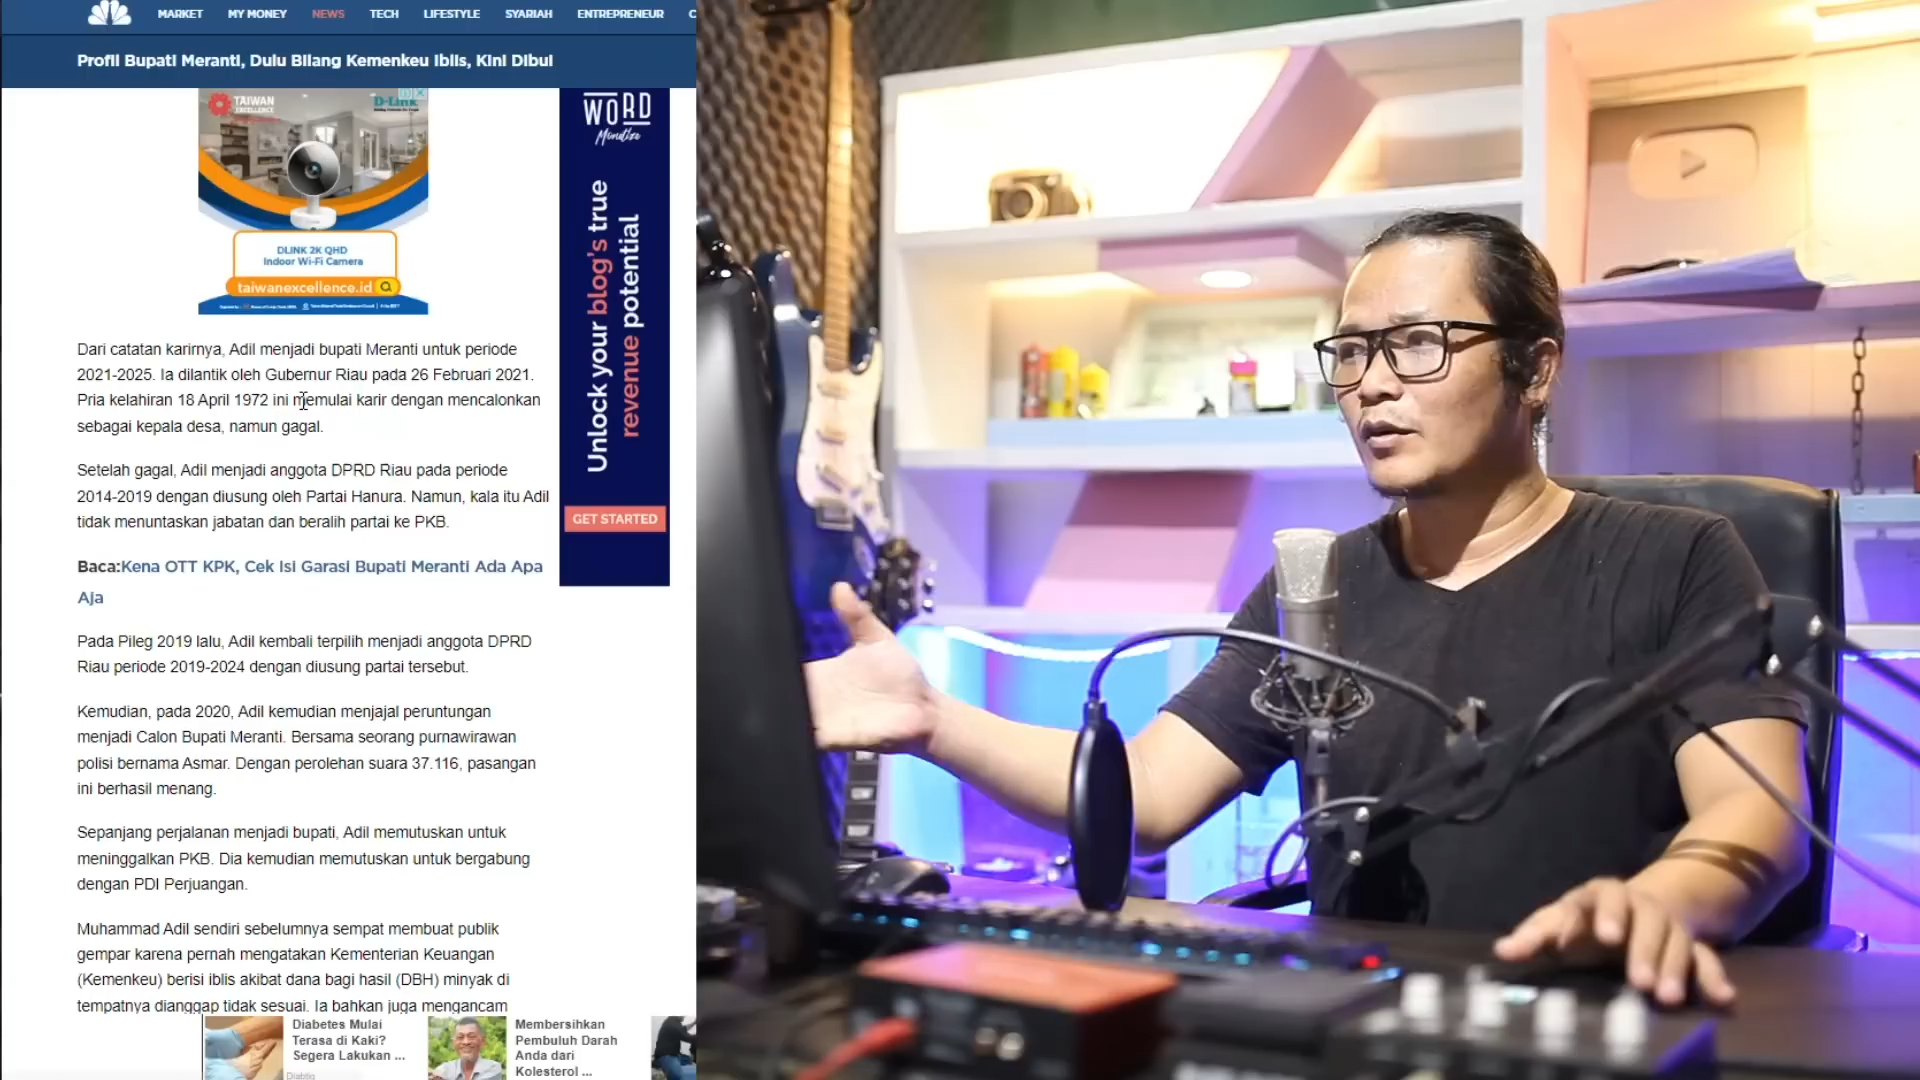 MARKET MY MONEY NEWS TECH LIFESTYLE SYARIAH ENTREPRENEUR C
Profil Bupati Meranti, Dulu Bilang Kemenkeu Iblis, Kini Dibui
TAIWAN EXCELLENCE
D-Link
DLINK 2K QHD
Indoor Wi-Fi Camera
taiwanexcellence.id
WORD
Unlock your blog's true
revenue potential
GET STARTED
Dari catatan karirnya, Adil menjadi bupati Meranti untuk periode
2021-2025. Ia dilantik oleh Gubernur Riau pada 26 Februari 2021.
Pria kelahiran 18 April 1972 ini memulai karir dengan mencalonkan
sebagai kepala desa, namun gagal.
Setelah gagal, Adil menjadi anggota DPRD Riau pada periode
2014-2019 dengan diusung oleh Partai Hanura. Namun, kala itu Adil
tidak menuntaskan jabatan dan beralih partai ke PKB.
Baca:Kena OTT KPK, Cek Isi Garasi Bupati Meranti Ada Apa
Aja
Pada Pileg 2019 lalu, Adil kembali terpilih menjadi anggota DPRD
Riau periode 2019-2024 dengan diusung partai tersebut.
Kemudian, pada 2020, Adil kemudian menjajal peruntungan
menjadi Calon Bupati Meranti. Bersama seorang purnawirawan
polisi bernama Asmar. Dengan perolehan suara 37.116, pasangan
ini berhasil menang.
Sepanjang perjalanan menjadi bupati, Adil memutuskan untuk
meninggalkan PKB. Dia kemudian memutuskan untuk bergabung
dengan PDI Perjuangan.
Muhammad Adil sendiri sebelumnya sempat membuat publik
gempar karena pernah mengatakan Kementerian Keuangan
(Kemenkeu) berisi iblis akibat dana bagi hasil (DBH) minyak di
tempatnya dianggap tidak sesuai. Ia bahkan juga mengancam
Diabetes Mulai
Terasa di Kaki?
Segera Lakukan ...
Diabtiq
Membersihkan
Pembuluh Darah
Anda dari
Kolesterol ...